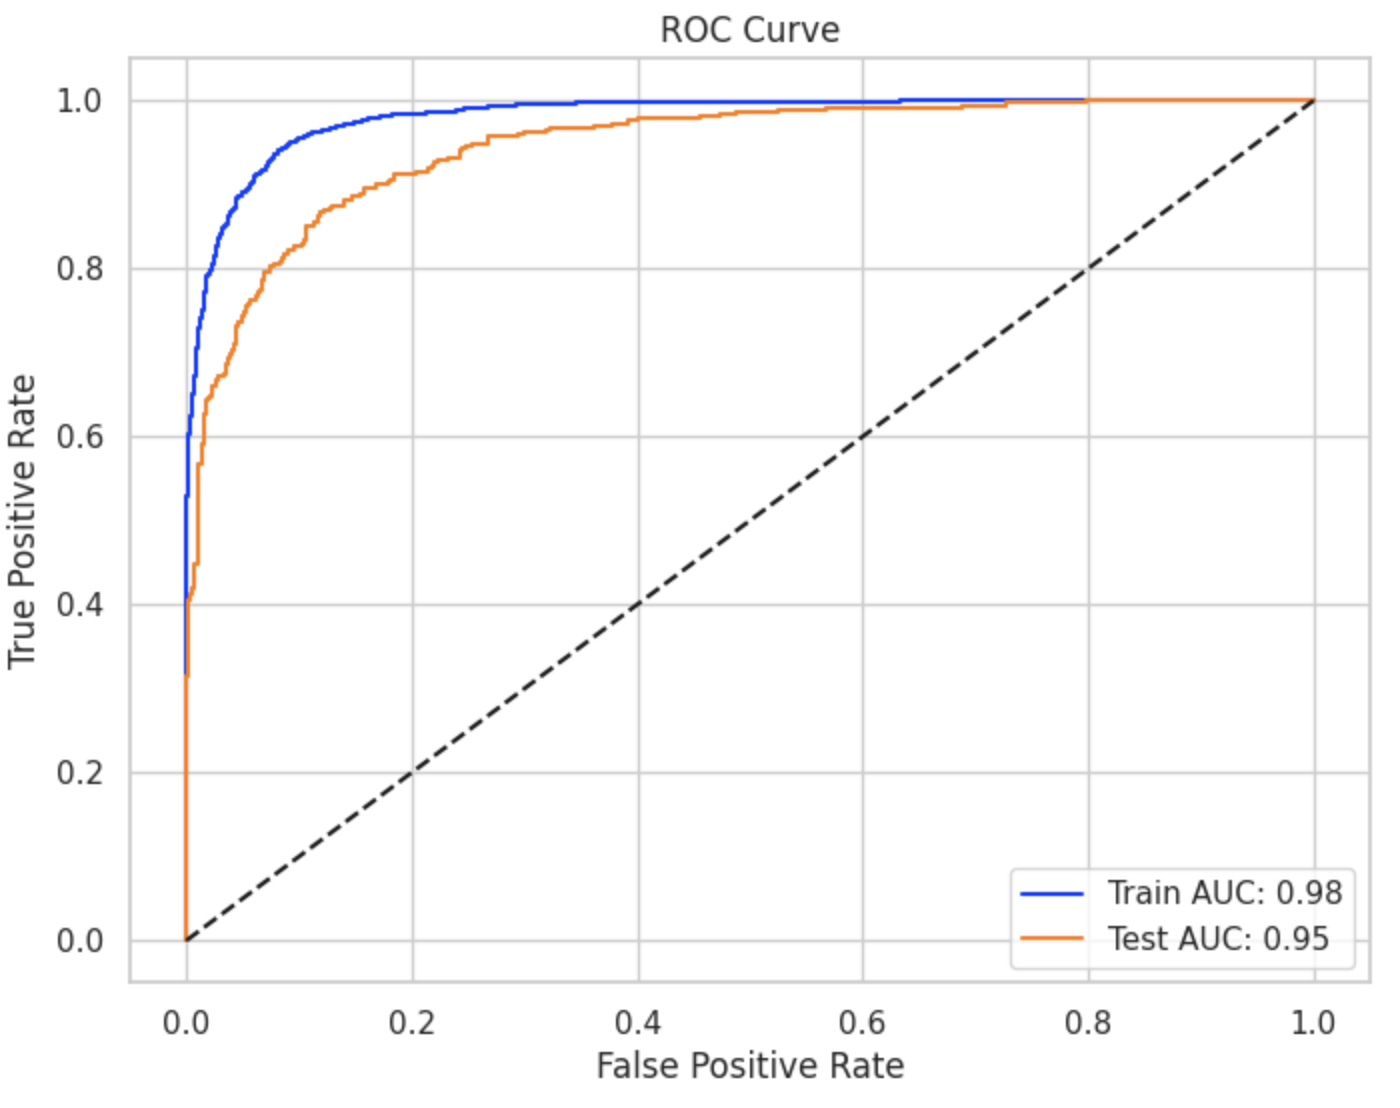 ROC Curve
True Positive Rate
1.0
0.8
0.6
0.4
0.2
0.0
Train AUC: 0.98
Test AUC: 0.95
0.0 0.2 0.4 0.6 0.8 1.0
False Positive Rate